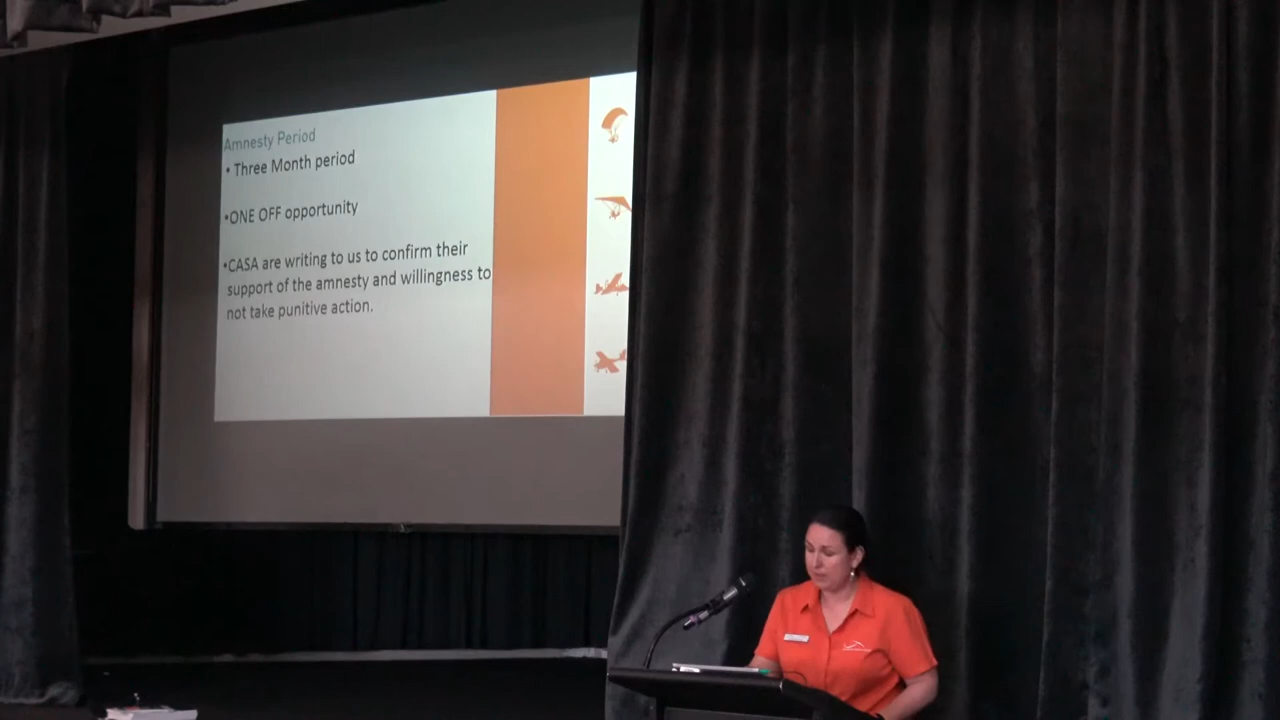 Amnesty Period
• Three Month period
•ONE OFF opportunity
•CASA are writing to us to confirm their
support of the amnesty and willingness to
not take punitive action.